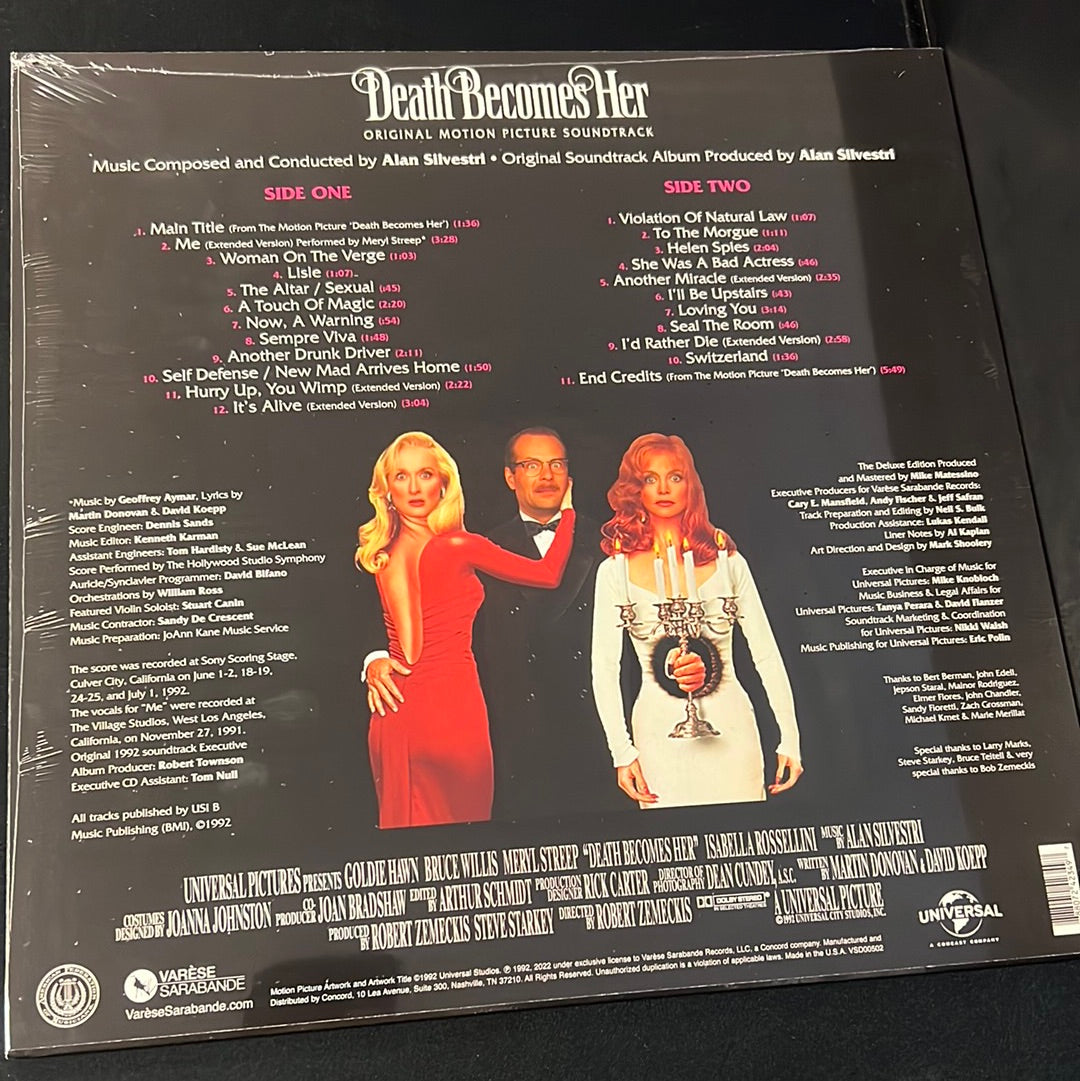 Death Becomes Her
ORIGINAL MOTION PICTURE SOUNDTRACK
Music Composed and Conducted by Alan Silvestri • Original Soundtrack Album Produced by Alan Silvestri
SIDE ONE
1. Main Title (From The Motion Picture 'Death Becomes Her') (1:36)
2. Me (Extended Version) Performed by Meryl Streep* (3:28)
3. Woman On The Verge (1:03)
4. Lisle (1:07)
5. The Altar / Sexual (:45)
6. A Touch Of Magic (2:20)
7. Now, A Warning (:54)
8. Sempre Viva (1:48)
9. Another Drunk Driver (2:11)
10. Self Defense / New Mad Arrives Home (1:50)
11. Hurry Up, You Wimp (Extended Version) (2:22)
12. It's Alive (Extended Version) (3:04)
SIDE TWO
1. Violation Of Natural Law (1:07)
2. To The Morgue (1:11)
3. Helen Spies (2:04)
4. She Was A Bad Actress (:46)
5. Another Miracle (Extended Version) (2:35)
6. I'll Be Upstairs (:43)
7. Loving You (3:14)
8. Seal The Room (:46)
9. I'd Rather Die (Extended Version) (2:58)
10. Switzerland (1:36)
11. End Credits (From The Motion Picture 'Death Becomes Her') (5:49)
*Music by Geoffrey Aymar, Lyrics by
Martin Donovan & David Koepp
Score Engineer: Dennis Sands
Music Editor: Kenneth Karman
Assistant Engineers: Tom Hardisty & Sue McLean
Score Performed by The Hollywood Studio Symphony
Auricle/Synclavier Programmer: David Bifano
Orchestrations by William Ross
Featured Violin Soloist: Stuart Canin
Music Contractor: Sandy De Crescent
Music Preparation: JoAnn Kane Music Service
The score was recorded at Sony Scoring Stage,
Culver City, California on June 1-2, 18-19,
24-25, and July 1, 1992.
The vocals for "Me" were recorded at
The Village Studios, West Los Angeles,
California, on November 27, 1991.
Original 1992 soundtrack Executive
Album Producer: Robert Townson
Executive CD Assistant: Tom Null
All tracks published by USI B
Music Publishing (BMI), ©1992
The Deluxe Edition Produced
and Mastered by Mike Matessino
Executive Producers for Varèse Sarabande Records:
Cary E. Mansfield, Andy Fischer & Jeff Safran
Track Preparation and Editing by Neil S. Bulk
Production Assistance: Lukas Kendall
Liner Notes by Al Kaplan
Art Direction and Design by Mark Shoolery
Executive in Charge of Music for
Universal Pictures: Mike Knobloch
Music Business & Legal Affairs for
Universal Pictures: Tanya Perara & David Flanzer
Soundtrack Marketing & Coordination
for Universal Pictures: Nikki Walsh
Music Publishing for Universal Pictures: Eric Polin
Thanks to Bert Berman, John Edell,
Jepson Staral, Mainor Rodriguez,
Elmer Flores, John Chandler,
Sandy Fioretti, Zach Grossman,
Michael Kmet & Marie Merillat
Special thanks to Larry Marks,
Steve Starkey, Bruce Teitell & very
special thanks to Bob Zemeckis
UNIVERSAL PICTURES PRESENTS GOLDIE HAWN BRUCE WILLIS MERYL STREEP "DEATH BECOMES HER" ISABELLA ROSSELLINI MUSIC BY ALAN SILVESTRI
COSTUMES DESIGNED BY JOANNA JOHNSTON CO-PRODUCER JOAN BRADSHAW EDITED BY ARTHUR SCHMIDT PRODUCTION DESIGNER RICK CARTER DIRECTOR OF PHOTOGRAPHY DEAN CUNDEY, A.S.C. WRITTEN BY MARTIN DONOVAN & DAVID KOEPP
PRODUCED BY ROBERT ZEMECKIS STEVE STARKEY DIRECTED BY ROBERT ZEMECKIS DOLBY STEREO IN SELECTED THEATRES A UNIVERSAL PICTURE
©1992 UNIVERSAL CITY STUDIOS, INC.
UNIVERSAL
A COMCAST COMPANY
VARÈSE
SARABANDE
VarèseSarabande.com
Motion Picture Artwork and Artwork Title ©1992 Universal Studios. ℗ 1992, 2022 under exclusive license to Varèse Sarabande Records, LLC, a Concord company. Manufactured and
Distributed by Concord, 10 Lea Avenue, Suite 300, Nashville, TN 37210. All Rights Reserved. Unauthorized duplication is a violation of applicable laws. Made in the U.S.A. VSD00502